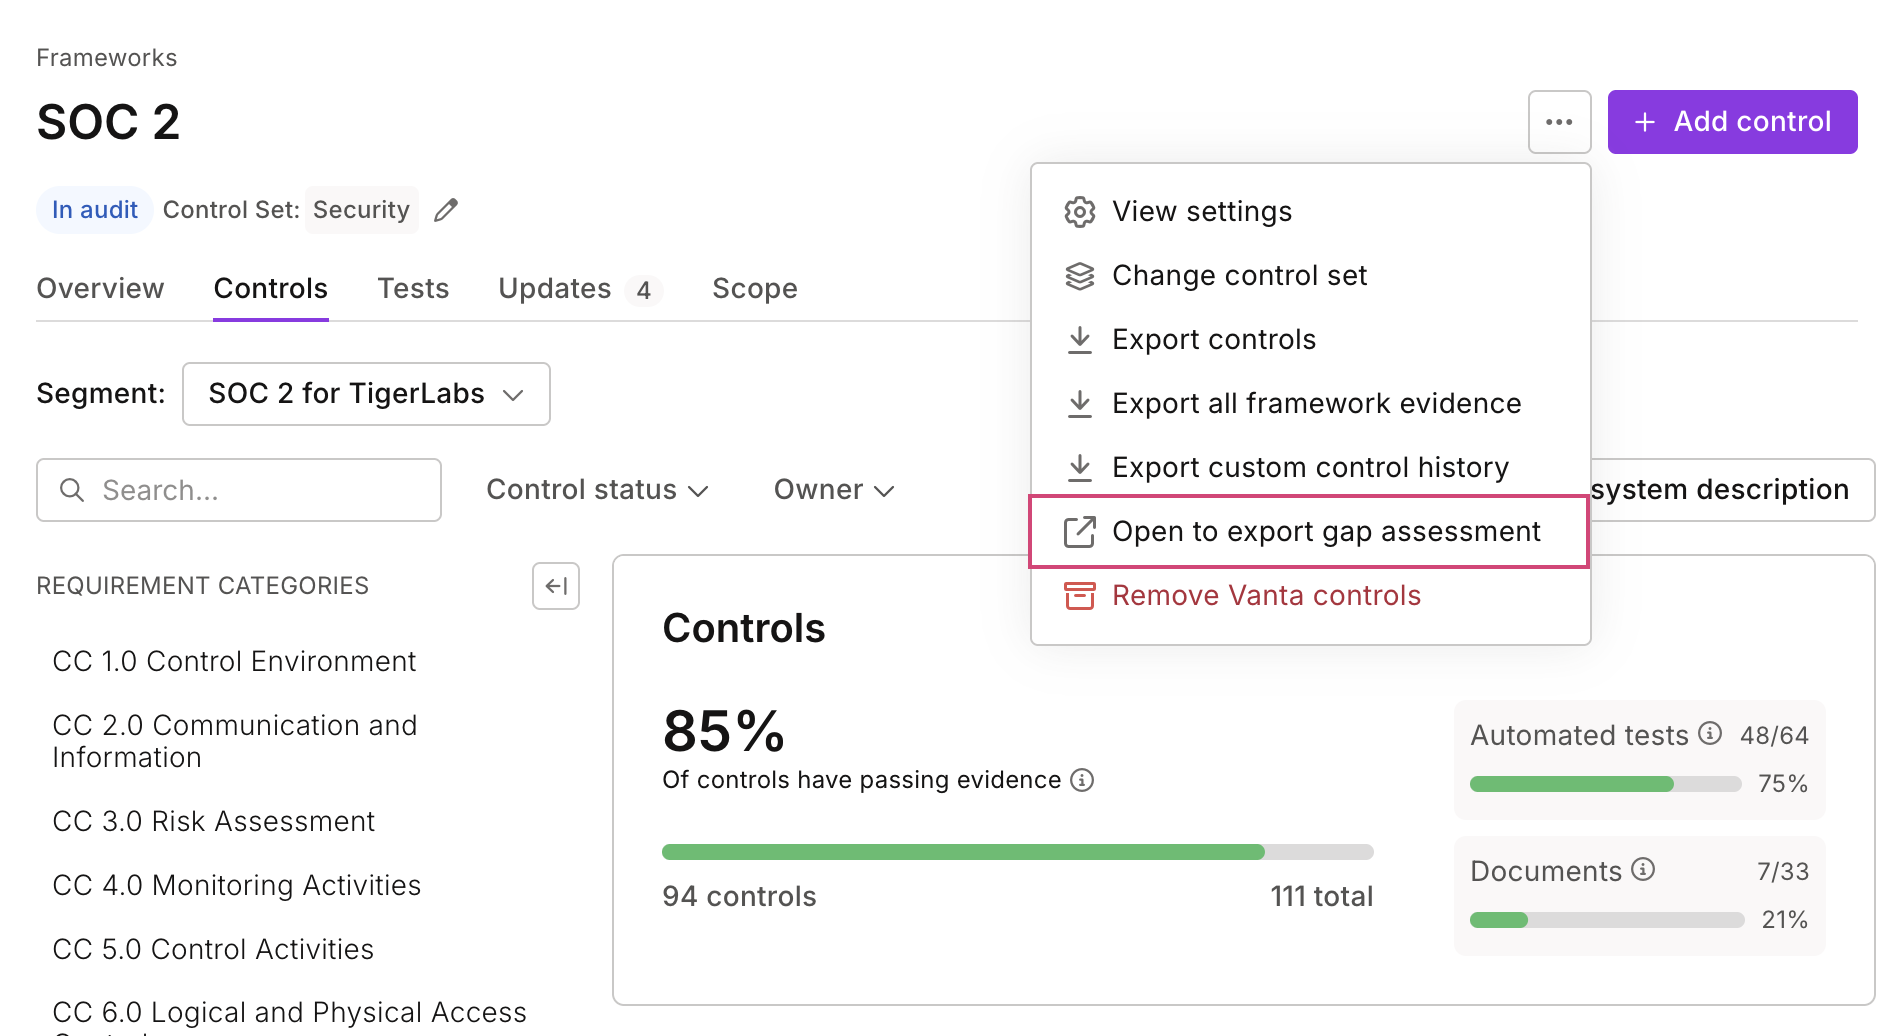 Frameworks
SOC 2
Add control
In audit
Control Set: Security
Overview
Controls
Tests
Updates 4
Scope
View settings
Change control set
Export controls
Export all framework evidence
Export custom control history
Open to export gap assessment
Remove Vanta controls
Segment:
SOC 2 for TigerLabs
Search...
Control status
Owner
system description
REQUIREMENT CATEGORIES
CC 1.0 Control Environment
CC 2.0 Communication and
Information
CC 3.0 Risk Assessment
CC 4.0 Monitoring Activities
CC 5.0 Control Activities
CC 6.0 Logical and Physical Access
Controls
85%
Of controls have passing evidence
94 controls
111 total
Automated tests 48/64
75%
Documents 7/33
21%